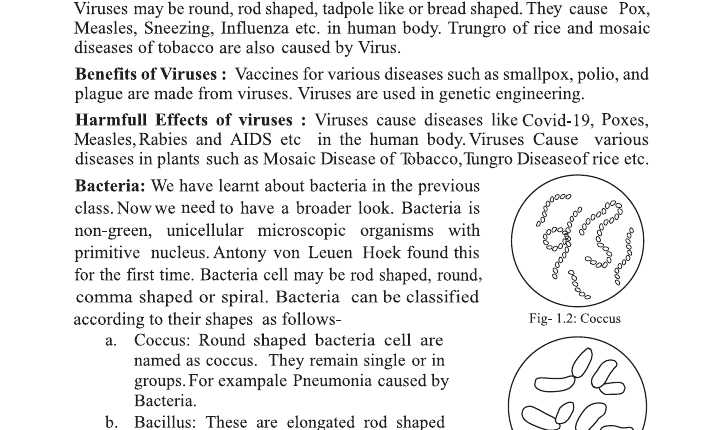 Viruses may be round, rod shaped, tadpole like or bread shaped. They cause Pox,
Measles, Sneezing, Influenza etc. in human body. Trungro of rice and mosaic
diseases of tobacco are also caused by Virus.
Benefits of Viruses : Vaccines for various diseases such as smallpox, polio, and
plague are made from viruses. Viruses are used in genetic engineering.
Harmfull Effects of viruses : Viruses cause diseases like Covid-19, Poxes,
Measles, Rabies and AIDS etc in the human body. Viruses Cause various
diseases in plants such as Mosaic Disease of Tobacco, Tungro Disease of rice etc.
Bacteria: We have learnt about bacteria in the previous
class. Now we need to have a broader look. Bacteria is
non-green, unicellular microscopic organisms with
primitive nucleus. Antony von Leuen Hoek found this
for the first time. Bacteria cell may be rod shaped, round,
comma shaped or spiral. Bacteria can be classified
according to their shapes as follows-
Fig- 1.2: Coccus
a. Coccus: Round shaped bacteria cell are
named as coccus. They remain single or in
groups. For exampale Pneumonia caused by
Bacteria.
b. Bacillus: These are elongated rod shaped